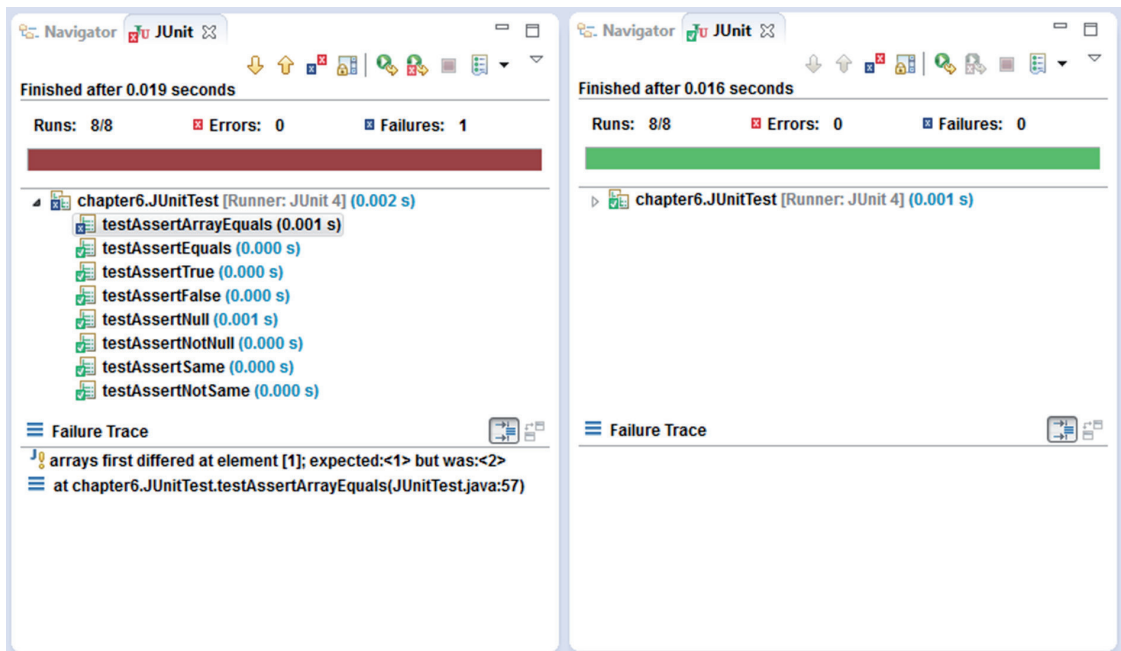 Navigator JUnit
Finished after 0.019 seconds
Runs: 8/8 Errors: 0 Failures: 1
chapter6.JUnitTest [Runner: JUnit 4] (0.002 s)
testAssertArrayEquals (0.001 s)
testAssertEquals (0.000 s)
testAssertTrue (0.000 s)
testAssertFalse (0.000 s)
testAssertNull (0.001 s)
testAssertNotNull (0.000 s)
testAssertSame (0.000 s)
testAssertNotSame (0.000 s)
Failure Trace
arrays first differed at element [1]; expected:<1> but was:<2>
at chapter6.JUnitTest.testAssertArrayEquals(JUnitTest.java:57)
Navigator JUnit
Finished after 0.016 seconds
Runs: 8/8 Errors: 0 Failures: 0
chapter6.JUnitTest [Runner: JUnit 4] (0.001 s)
Failure Trace